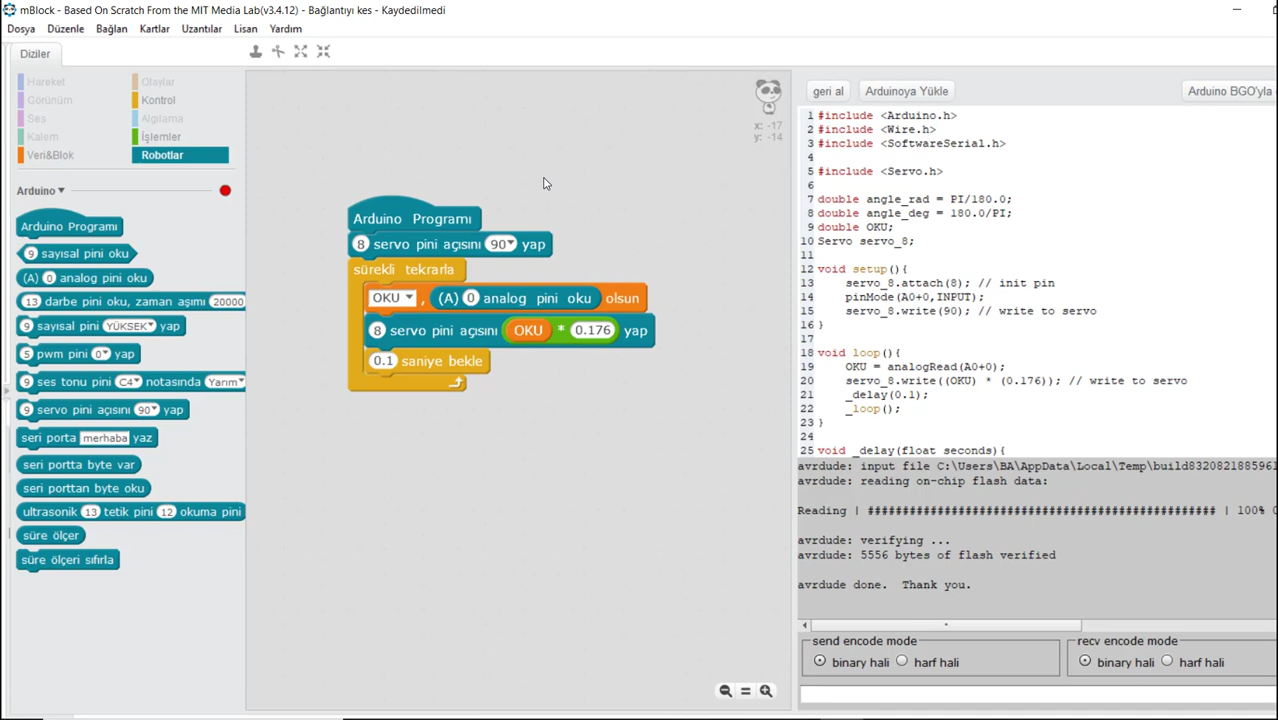 mBlock - Based On Scratch From the MIT Media Lab(v3.4.12) - Bağlantıyı kes - Kaydedilmedi
Dosya Düzenle Bağlan Kartlar Uzantılar Lisan Yardım
Diziler
Hareket Olaylar
Görünüm Kontrol
Ses Algılama
Kalem İşlemler
Veri&Blok Robotlar
Arduino
Arduino Programı
9 sayısal pini oku
(A) 0 analog pini oku
13 darbe pini oku, zaman aşımı 20000
9 sayısal pini YÜKSEK yap
5 pwm pini 0 yap
9 ses tonu pini C4 notasında Yarım
9 servo pini açısını 90 yap
seri porta merhaba yaz
seri portta byte var
seri porttan byte oku
ultrasonik 13 tetik pini 12 okuma pini
süre ölçer
süre ölçeri sıfırla
x: -17
y: -14
Arduino Programı
8 servo pini açısını 90 yap
sürekli tekrarla
OKU , (A) 0 analog pini oku olsun
8 servo pini açısını OKU * 0.176 yap
0.1 saniye bekle
geri al Arduinoya Yükle Arduino BGO'yla
1 #include <Arduino.h>
2 #include <Wire.h>
3 #include <SoftwareSerial.h>
4
5 #include <Servo.h>
6
7 double angle_rad = PI/180.0;
8 double angle_deg = 180.0/PI;
9 double OKU;
10 Servo servo_8;
11
12 void setup(){
13 servo_8.attach(8); // init pin
14 pinMode(A0+0,INPUT);
15 servo_8.write(90); // write to servo
16 }
17
18 void loop(){
19 OKU = analogRead(A0+0);
20 servo_8.write((OKU) * (0.176)); // write to servo
21 _delay(0.1);
22 _loop();
23 }
24
25 void _delay(float seconds){
avrdude: input file C:\Users\BA\AppData\Local\Temp\build8320821885961
avrdude: reading on-chip flash data:
Reading | ################################################## | 100% 0
avrdude: verifying ...
avrdude: 5556 bytes of flash verified
avrdude done. Thank you.
send encode mode recv encode mode
binary hali harf hali binary hali harf hali